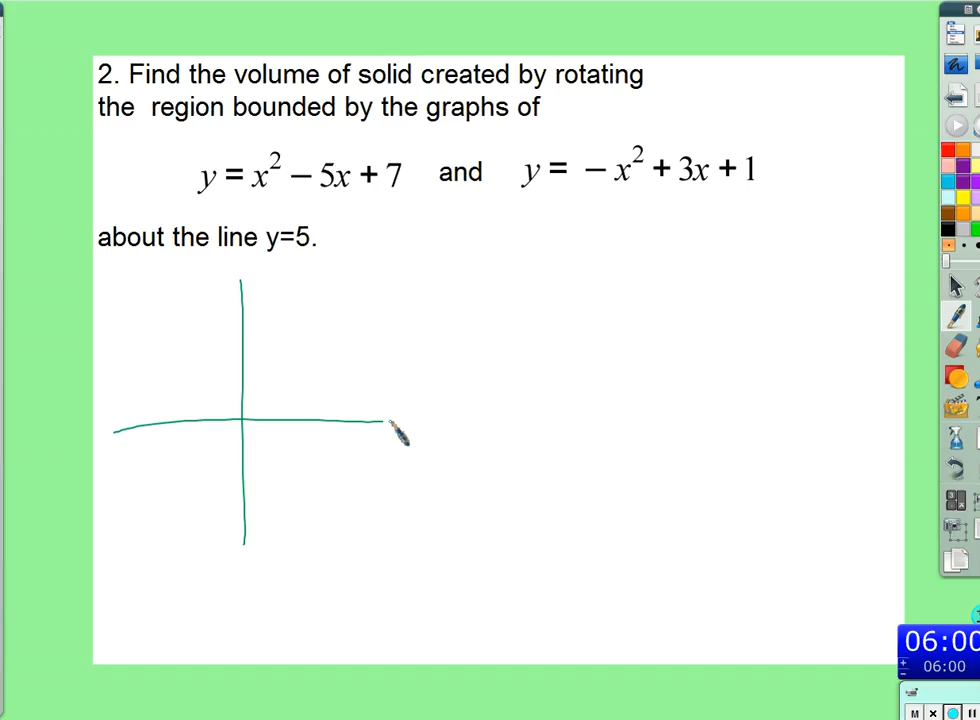 2. Find the volume of solid created by rotating
the region bounded by the graphs of
y = x² − 5x + 7 and y = − x² + 3x + 1
about the line y=5.
06:00
06:00
M